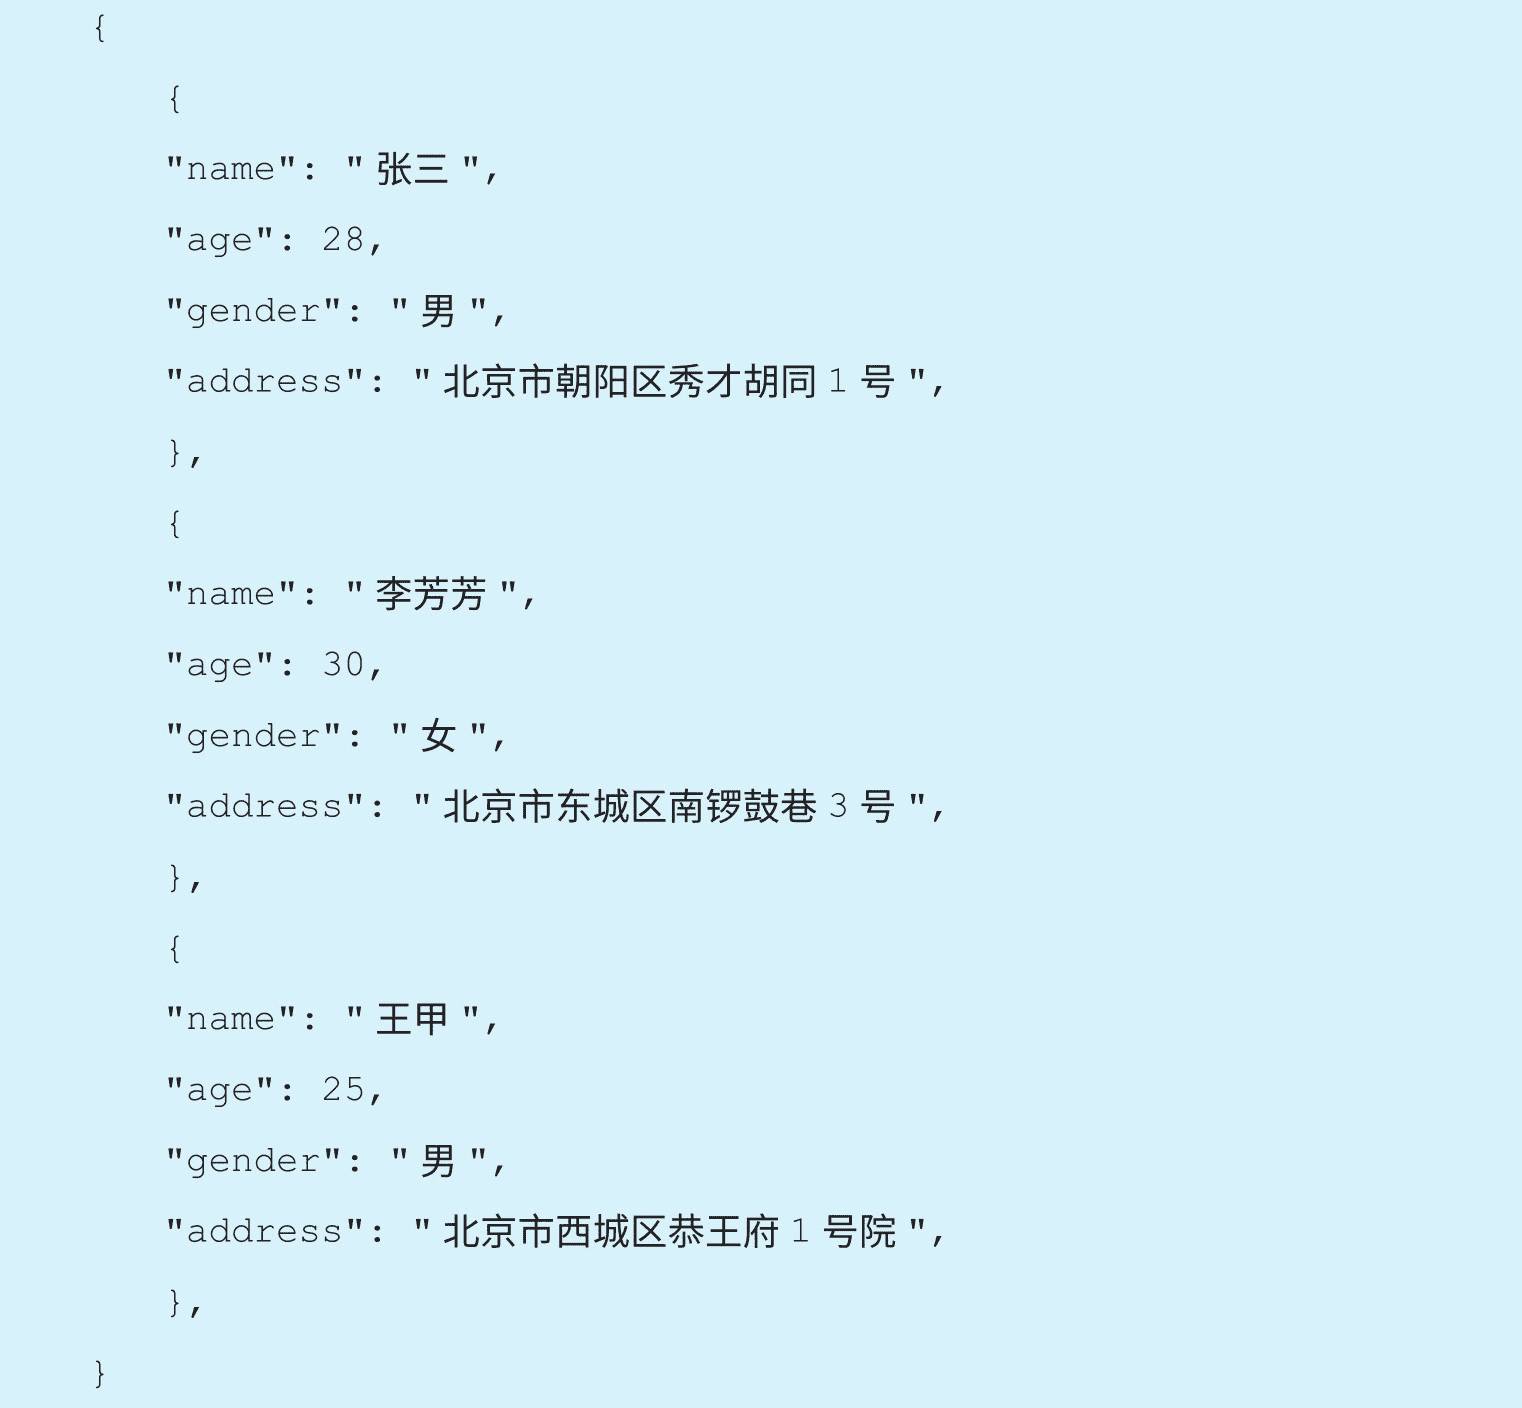 {
{
"name": "张三",
"age": 28,
"gender": "男",
"address": "北京市朝阳区秀才胡同1号",
},
{
"name": "李芳芳",
"age": 30,
"gender": "女",
"address": "北京市东城区南锣鼓巷3号",
},
{
"name": "王甲",
"age": 25,
"gender": "男",
"address": "北京市西城区恭王府1号院",
},
}